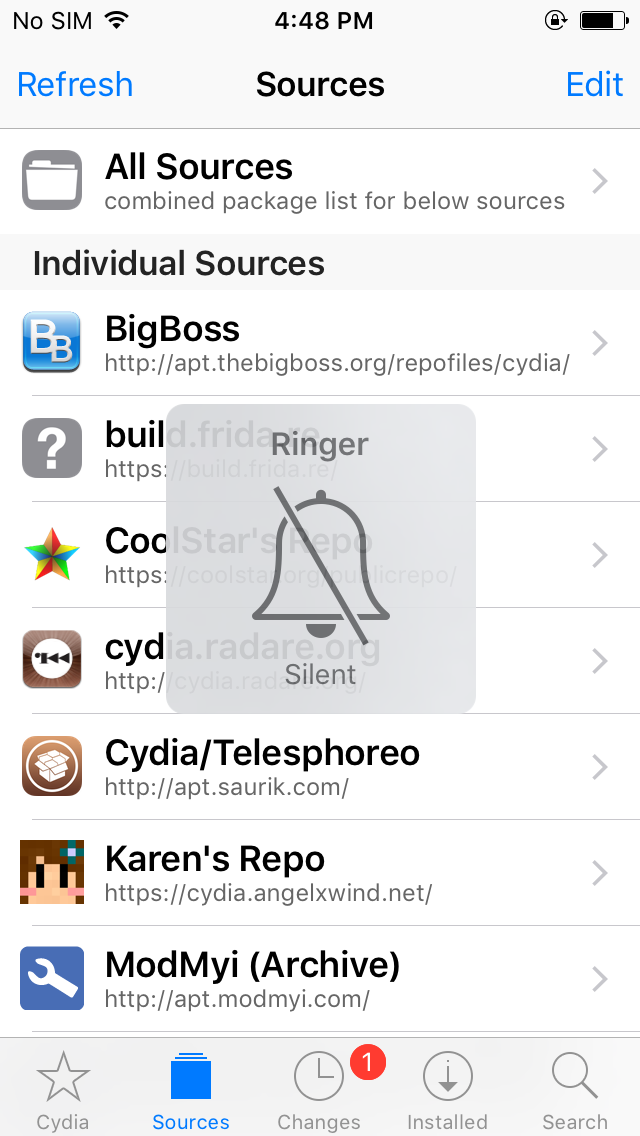 No SIM 4:48 PM
Refresh Sources Edit
All Sources
combined package list for below sources
Individual Sources
BB
BigBoss
http://apt.thebigboss.org/repofiles/cydia/
?
build.frida.re
https://build.frida.re/
Ringer
CoolStar's Repo
https://coolstar.org/publicrepo/
cydia.radare.org
http://cydia.radare.org/
Silent
Cydia/Telesphoreo
http://apt.saurik.com/
Karen's Repo
https://cydia.angelxwind.net/
ModMyi (Archive)
http://apt.modmyi.com/
1
Cydia Sources Changes Installed Search